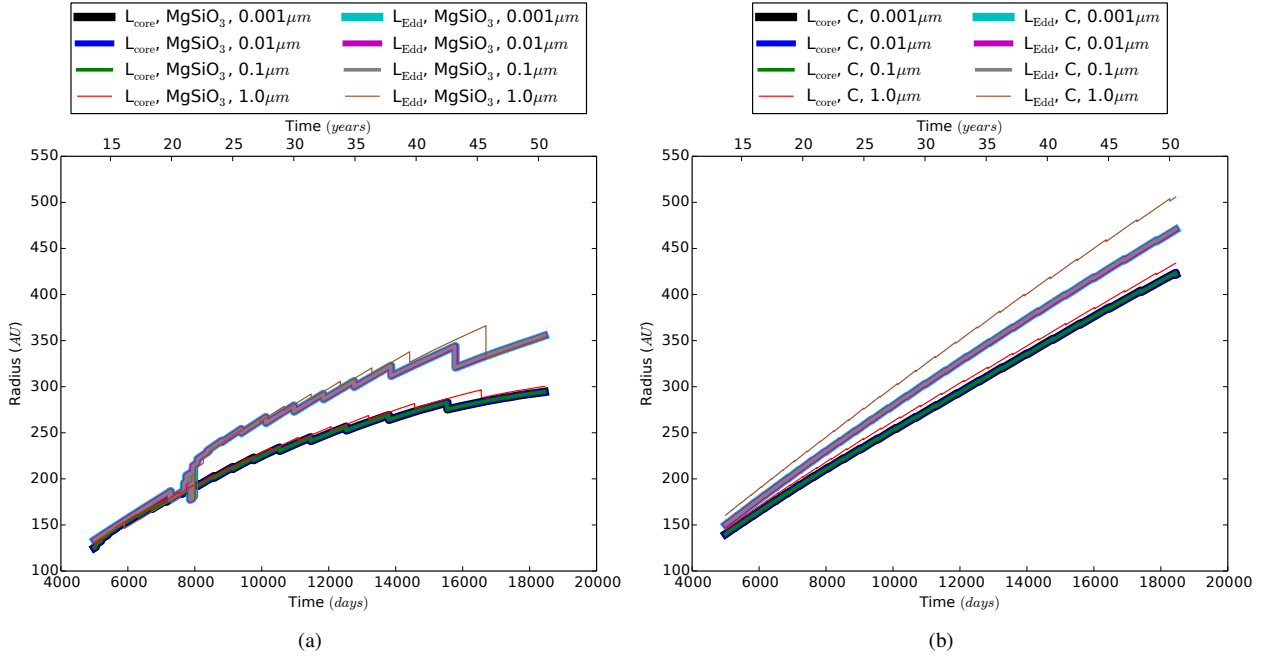 L_core, MgSiO_3, 0.001μm L_Edd, MgSiO_3, 0.001μm
L_core, MgSiO_3, 0.01μm L_Edd, MgSiO_3, 0.01μm
L_core, MgSiO_3, 0.1μm L_Edd, MgSiO_3, 0.1μm
L_core, MgSiO_3, 1.0μm L_Edd, MgSiO_3, 1.0μm
Time (years)
15 20 25 30 35 40 45 50
550
500
450
400
350
300
250
200
150
100
Radius (AU)
4000 6000 8000 10000 12000 14000 16000 18000 20000
Time (days)
(a)
L_core, C, 0.001μm L_Edd, C, 0.001μm
L_core, C, 0.01μm L_Edd, C, 0.01μm
L_core, C, 0.1μm L_Edd, C, 0.1μm
L_core, C, 1.0μm L_Edd, C, 1.0μm
Time (years)
15 20 25 30 35 40 45 50
550
500
450
400
350
300
250
200
150
100
Radius (AU)
4000 6000 8000 10000 12000 14000 16000 18000 20000
Time (days)
(b)